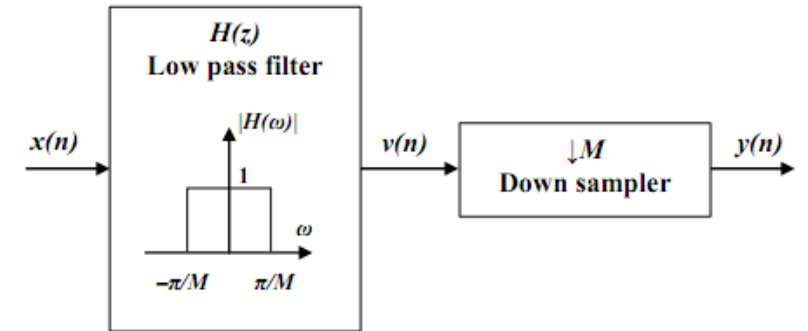 H(z)
Low pass filter
|H(ω)|
x(n)
1
ω
−π/M π/M
v(n)
↓M
Down sampler
y(n)